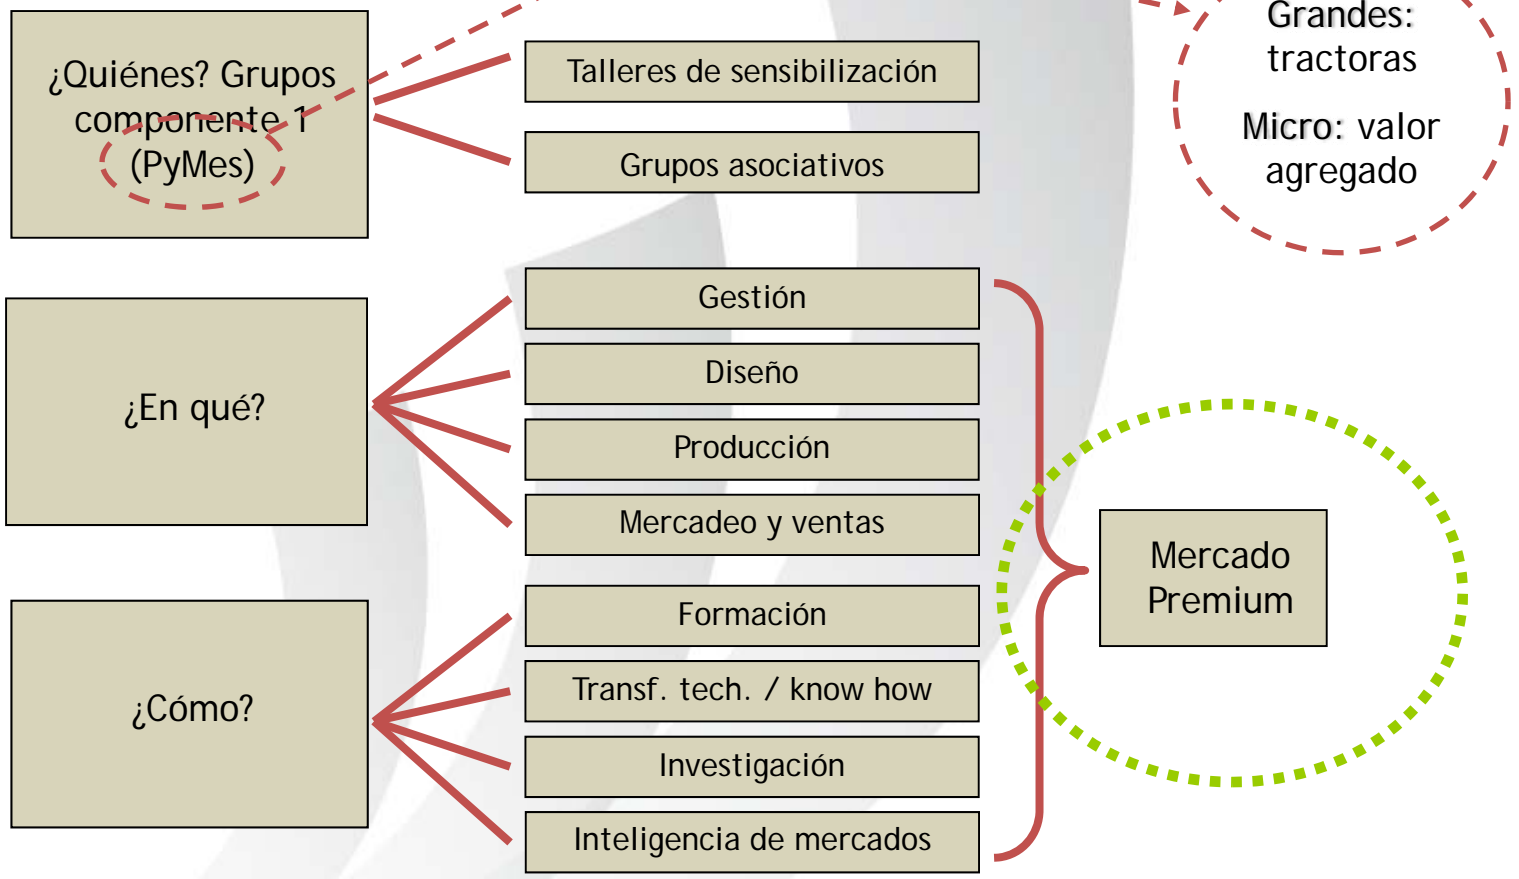 ¿Quiénes? Grupos
componente 1
(PyMes)
Talleres de sensibilización
Grupos asociativos
Grandes:
tractoras
Micro: valor
agregado
¿En qué?
Gestión
Diseño
Producción
Mercadeo y ventas
¿Cómo?
Formación
Transf. tech. / know how
Investigación
Inteligencia de mercados
Mercado
Premium